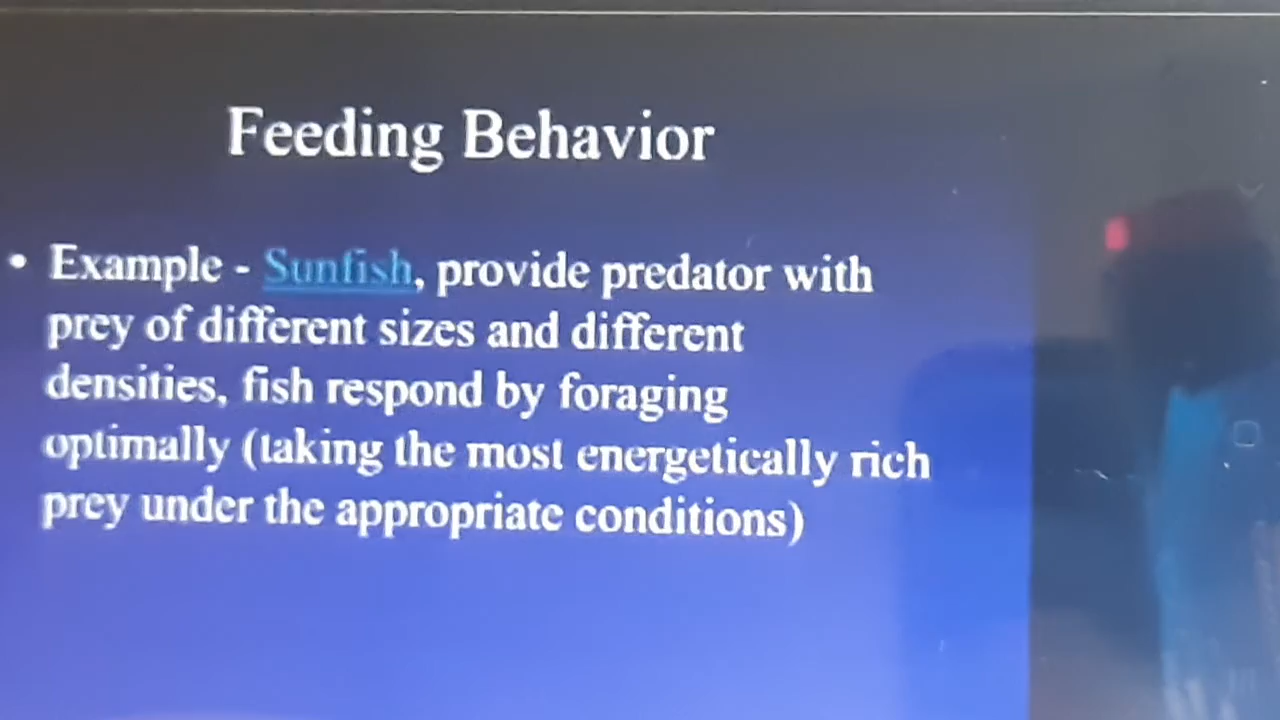 Feeding Behavior
• Example - Sunfish, provide predator with
prey of different sizes and different
densities, fish respond by foraging
optimally (taking the most energetically rich
prey under the appropriate conditions)